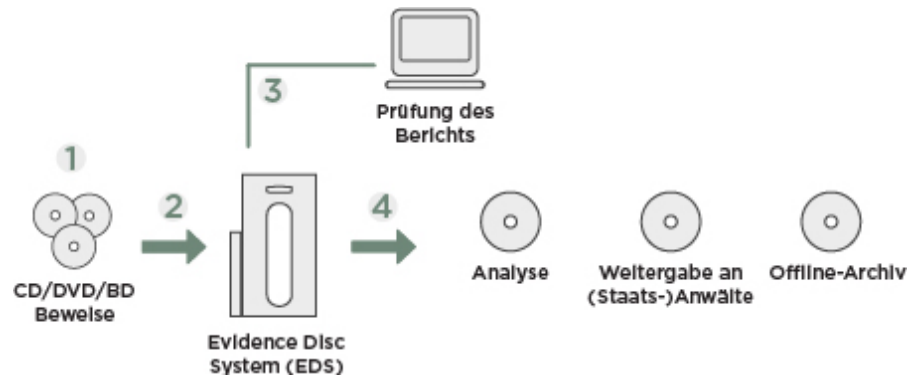 1
CD/DVD/BD
Beweise
2
Evidence Disc
System (EDS)
3
Prüfung des
Berichts
4
Analyse
Weitergabe an
(Staats-)Anwälte
Offline-Archiv